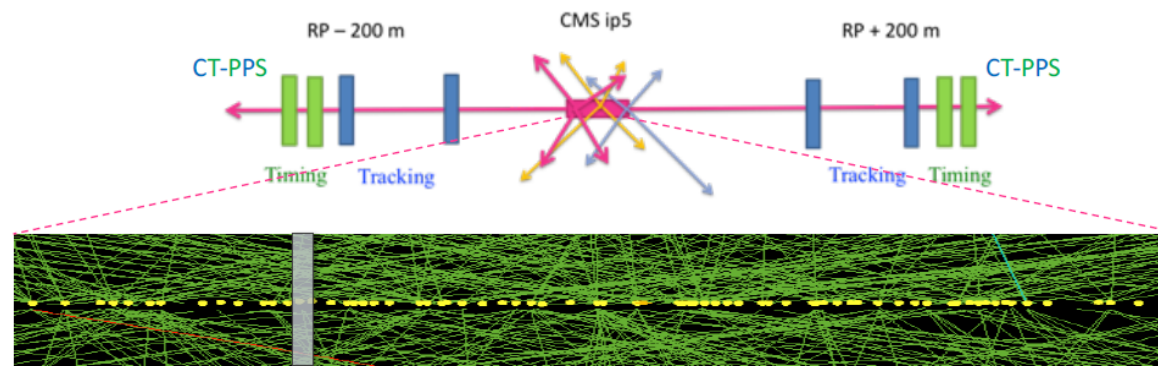 CMS ip5
RP – 200 m
RP + 200 m
CT-PPS
CT-PPS
Timing
Tracking
Tracking
Timing